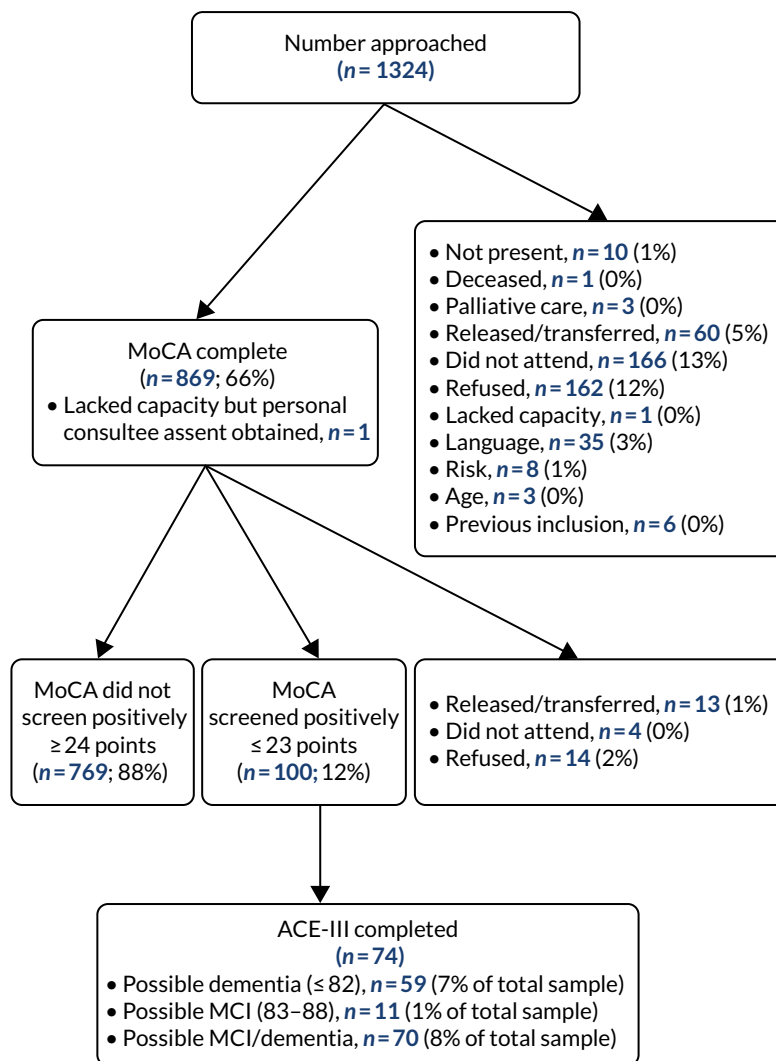 Number approached
(n = 1324)
• Not present, n = 10 (1%)
• Deceased, n = 1 (0%)
• Palliative care, n = 3 (0%)
• Released/transferred, n = 60 (5%)
• Did not attend, n = 166 (13%)
• Refused, n = 162 (12%)
• Lacked capacity, n = 1 (0%)
• Language, n = 35 (3%)
• Risk, n = 8 (1%)
• Age, n = 3 (0%)
• Previous inclusion, n = 6 (0%)
MoCA complete
(n = 869; 66%)
• Lacked capacity but personal
consultee assent obtained, n = 1
MoCA did not
screen positively
≥ 24 points
(n = 769; 88%)
MoCA
screened positively
≤ 23 points
(n = 100; 12%)
• Released/transferred, n = 13 (1%)
• Did not attend, n = 4 (0%)
• Refused, n = 14 (2%)
ACE-III completed
(n = 74)
• Possible dementia (≤ 82), n = 59 (7% of total sample)
• Possible MCI (83–88), n = 11 (1% of total sample)
• Possible MCI/dementia, n = 70 (8% of total sample)